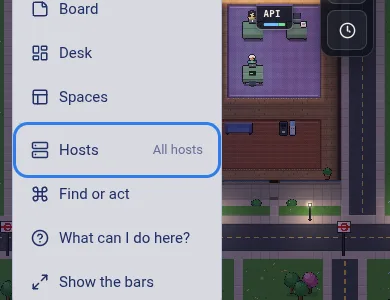 Board
API
Desk
Spaces
Hosts All hosts
Find or act
What can I do here?
Show the bars